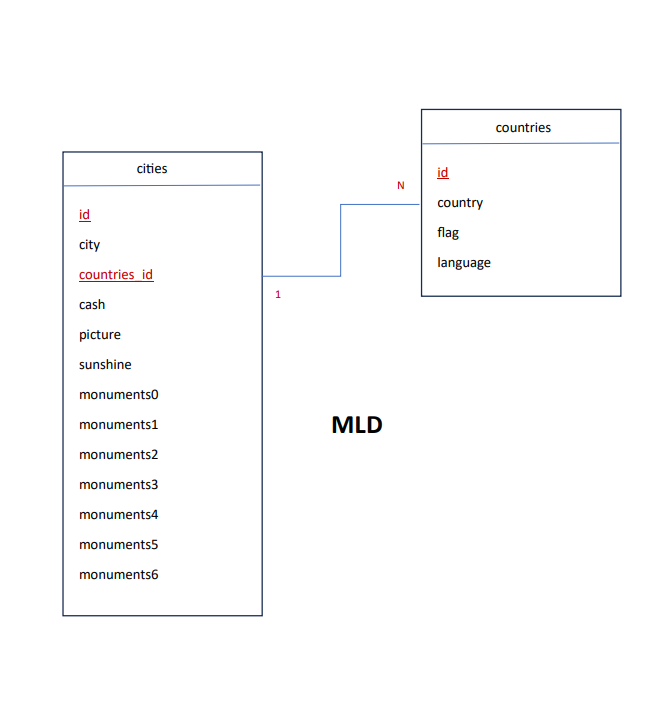 countries
id
country
flag
language
N
cities
id
city
countries_id
cash
picture
sunshine
monuments0
monuments1
monuments2
monuments3
monuments4
monuments5
monuments6
1
MLD